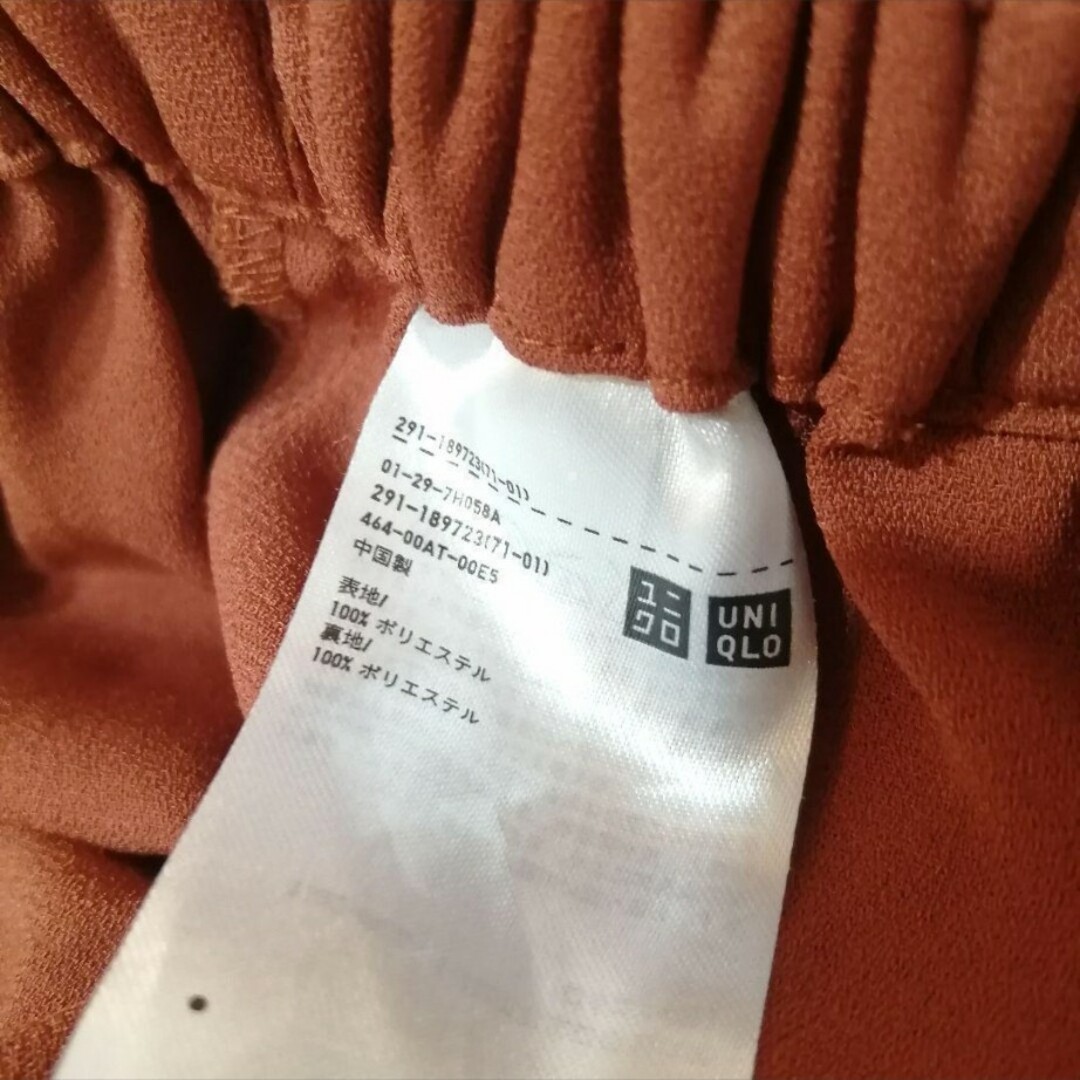 291-189723(71-01)
01-29-7H058A
291-189723(71-01)
464-00AT-00E5
中国製
表地/
100% ポリエステル
裏地/
100% ポリエステル
ユニ
クロ
UNI
QLO